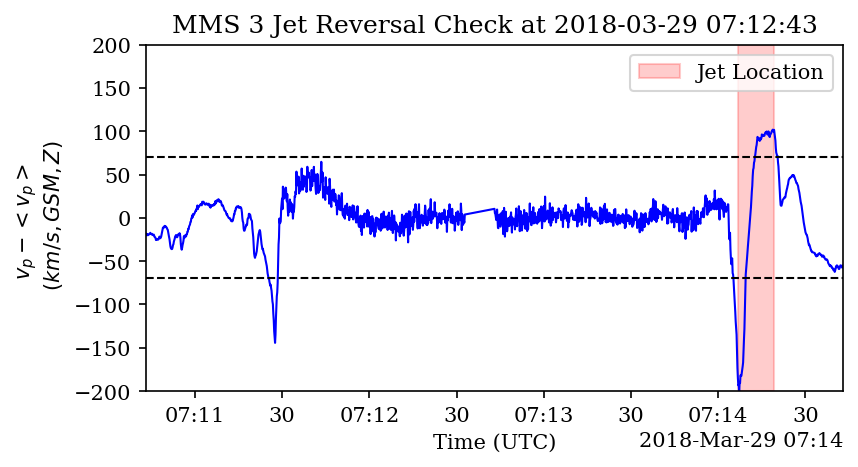 MMS 3 Jet Reversal Check at 2018-03-29 07:12:43
Jet Location
200
150
100
50
0
−50
−100
−150
−200
v_p − < v_p >
(km/s, GSM, Z)
07:11
30
07:12
30
07:13
30
07:14
30
Time (UTC)
2018-Mar-29 07:14